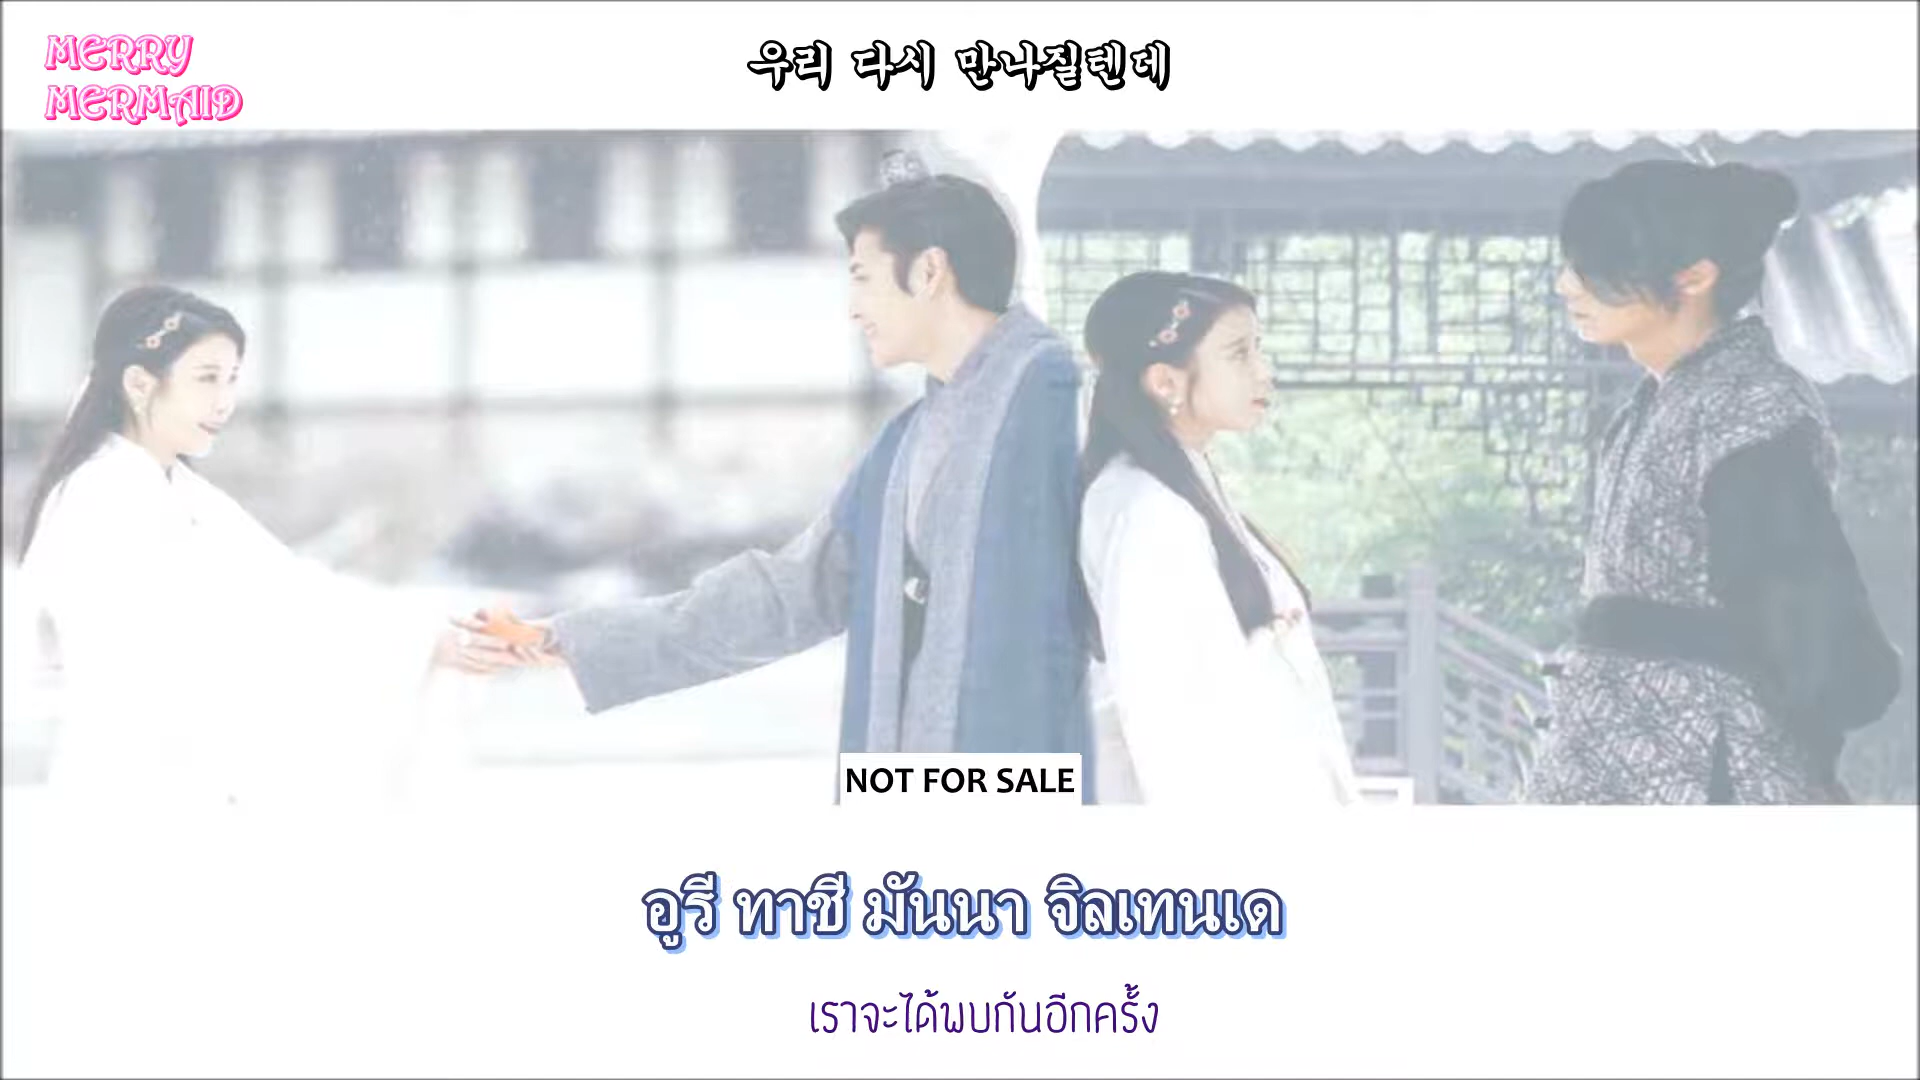 MERRY
MERMAID
우리 다시 만나질텐데
NOT FOR SALE
อูรี ทาชี มันนา จิลเทนเด
เราจะได้พบกันอีกครั้ง